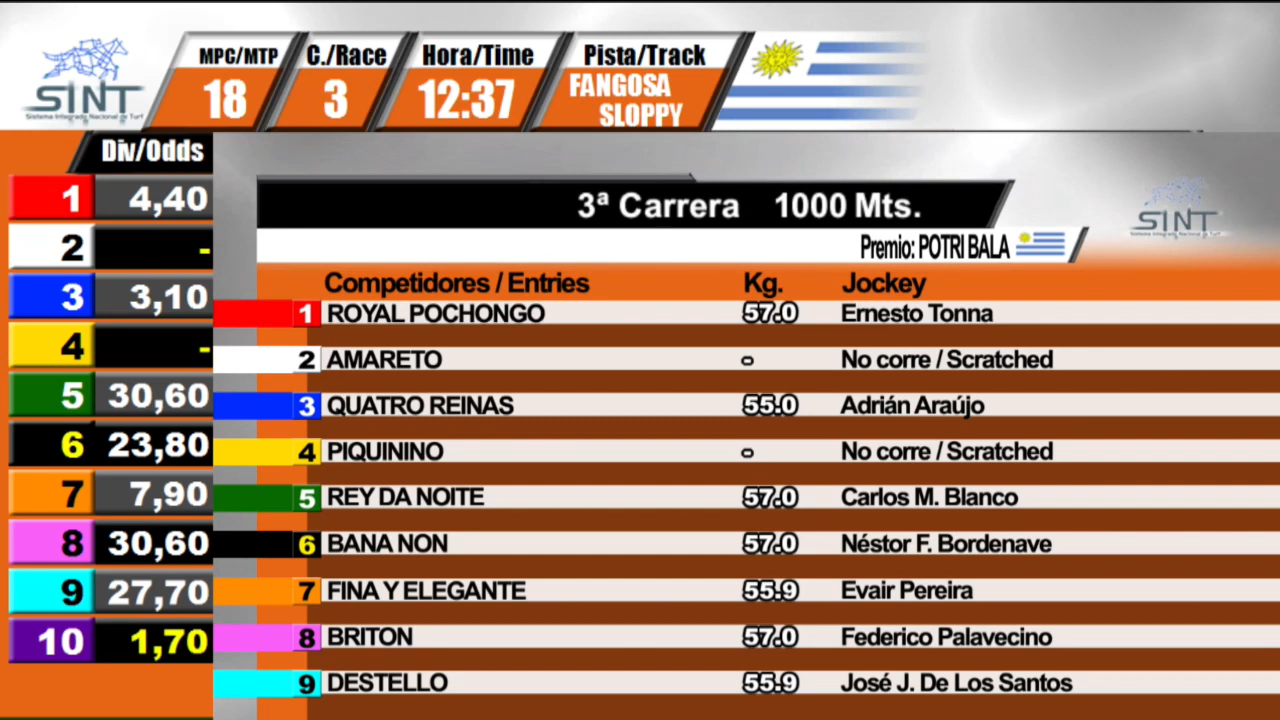 SINT
Sistema Integrado Nacional de Turf
MPC/MTP
18
C./Race
3
Hora/Time
12:37
Pista/Track
FANGOSA
SLOPPY
Div/Odds
1 4,40
2 -
3 3,10
4 -
5 30,60
6 23,80
7 7,90
8 30,60
9 27,70
10 1,70
3ª Carrera 1000 Mts.
SINT
Premio: POTRI BALA
Competidores / Entries Kg. Jockey
1 ROYAL POCHONGO 57.0 Ernesto Tonna
2 AMARETO 0 No corre / Scratched
3 QUATRO REINAS 55.0 Adrián Araújo
4 PIQUININO 0 No corre / Scratched
5 REY DA NOITE 57.0 Carlos M. Blanco
6 BANA NON 57.0 Néstor F. Bordenave
7 FINA Y ELEGANTE 55.9 Evair Pereira
8 BRITON 57.0 Federico Palavecino
9 DESTELLO 55.9 José J. De Los Santos